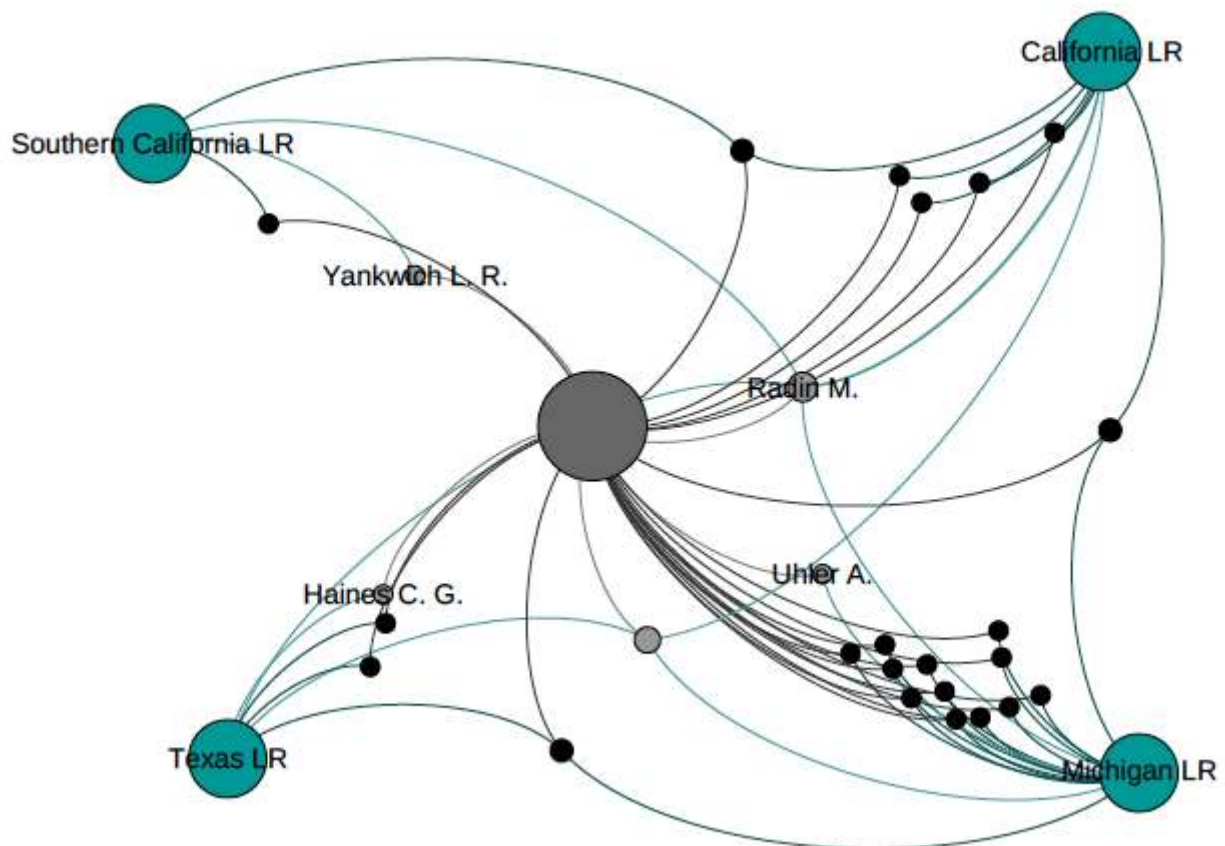 California LR
Southern California LR
Yankwich L. R.
Radin M.
Uhler A.
Haines C. G.
Texas LR
Michigan LR